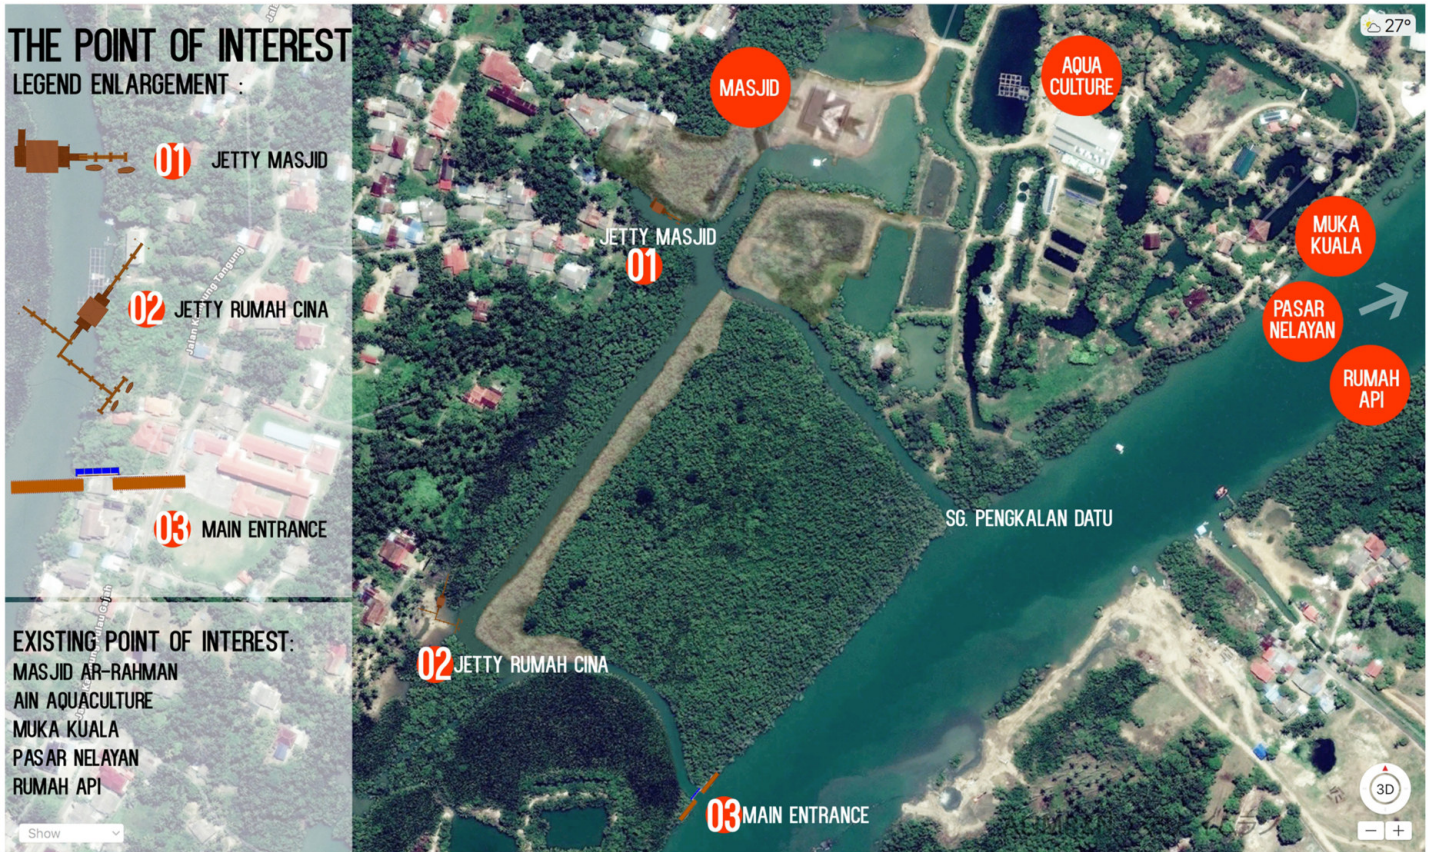 THE POINT OF INTEREST
LEGEND ENLARGEMENT :
01 JETTY MASJID
02 JETTY RUMAH CINA
03 MAIN ENTRANCE
EXISTING POINT OF INTEREST:
MASJID AR-RAHMAN
AIN AQUACULTURE
MUKA KUALA
PASAR NELAYAN
RUMAH API
Show
MASJID
AQUA
CULTURE
27°
MUKA
KUALA
PASAR
NELAYAN
RUMAH
API
JETTY MASJID
01
SG. PENGKALAN DATU
02 JETTY RUMAH CINA
03 MAIN ENTRANCE
3D
− +